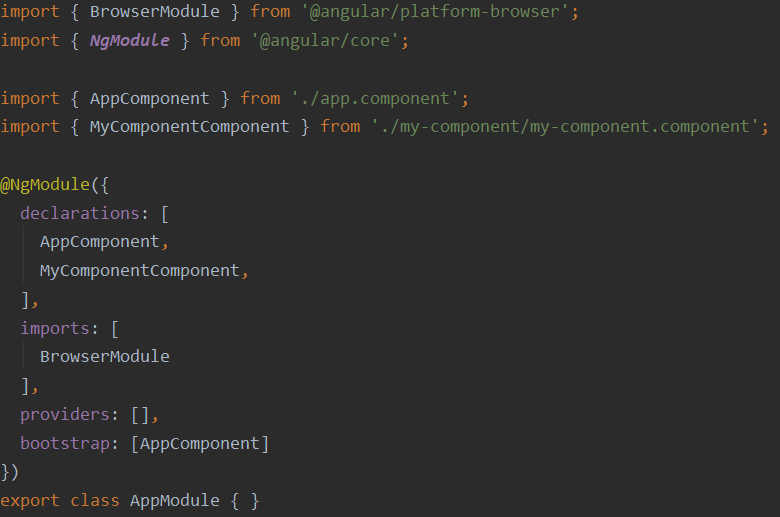 import { BrowserModule } from '@angular/platform-browser';
import { NgModule } from '@angular/core';

import { AppComponent } from './app.component';
import { MyComponentComponent } from './my-component/my-component.component';

@NgModule({
  declarations: [
    AppComponent,
    MyComponentComponent,
  ],
  imports: [
    BrowserModule
  ],
  providers: [],
  bootstrap: [AppComponent]
})
export class AppModule { }